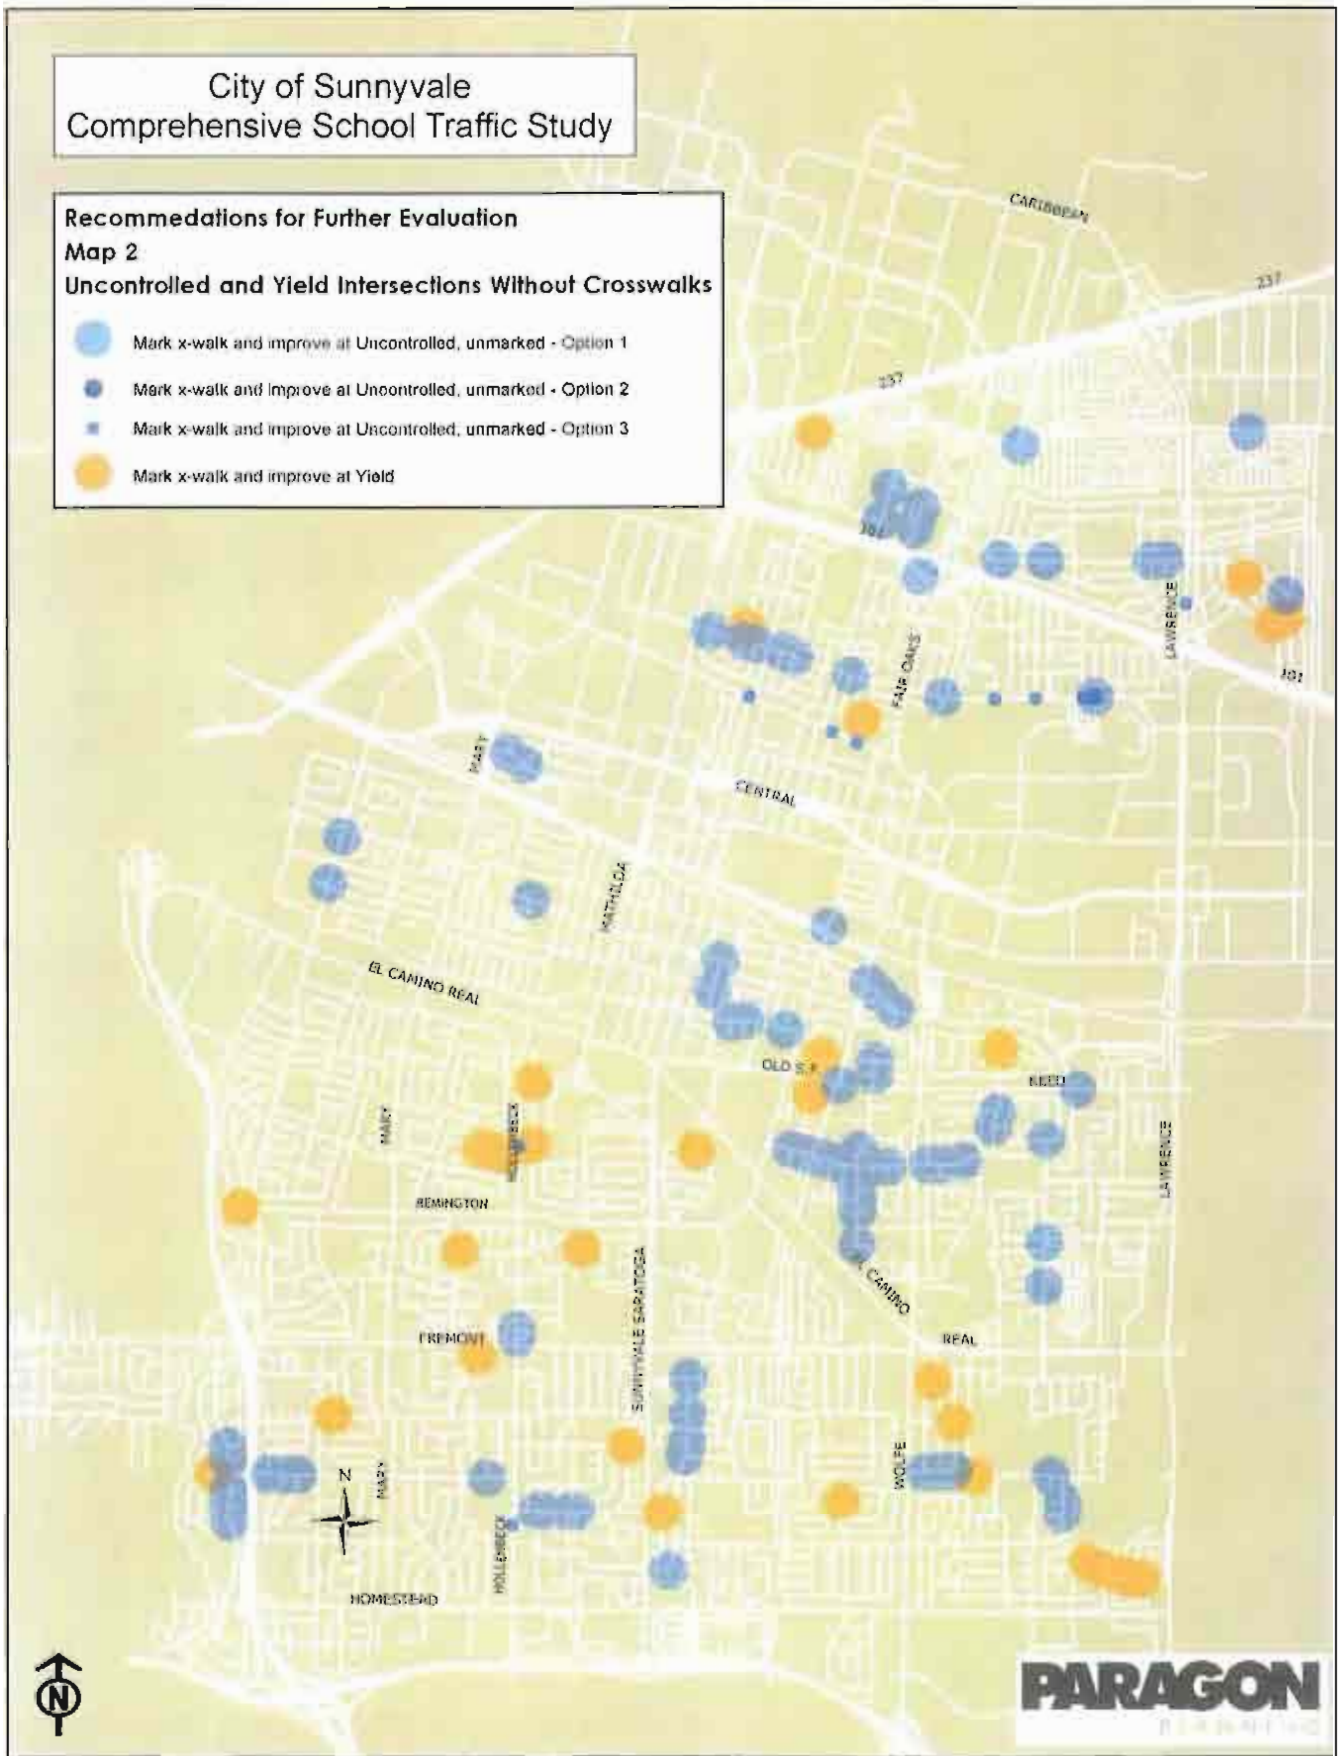 City of Sunnyvale
Comprehensive School Traffic Study
Recommedations for Further Evaluation
Map 2
Uncontrolled and Yield Intersections Without Crosswalks
Mark x-walk and improve at Uncontrolled, unmarked - Option 1
Mark x-walk and improve at Uncontrolled, unmarked - Option 2
Mark x-walk and improve at Uncontrolled, unmarked - Option 3
Mark x-walk and improve at Yield
CARIBBEAN
237
237
101
LAWRENCE
FAIR OAKS
101
MARY
CENTRAL
MATHILDA
EL CAMINO REAL
OLD S.F.
REED
MARY
HOLLENBECK
LAWRENCE
REMINGTON
SUNNYVALE SARATOGA
EL CAMINO
REAL
FREMONT
WOLFE
N
MARY
HOLLENBECK
HOMESTEAD
N
PARAGON
PLANNING